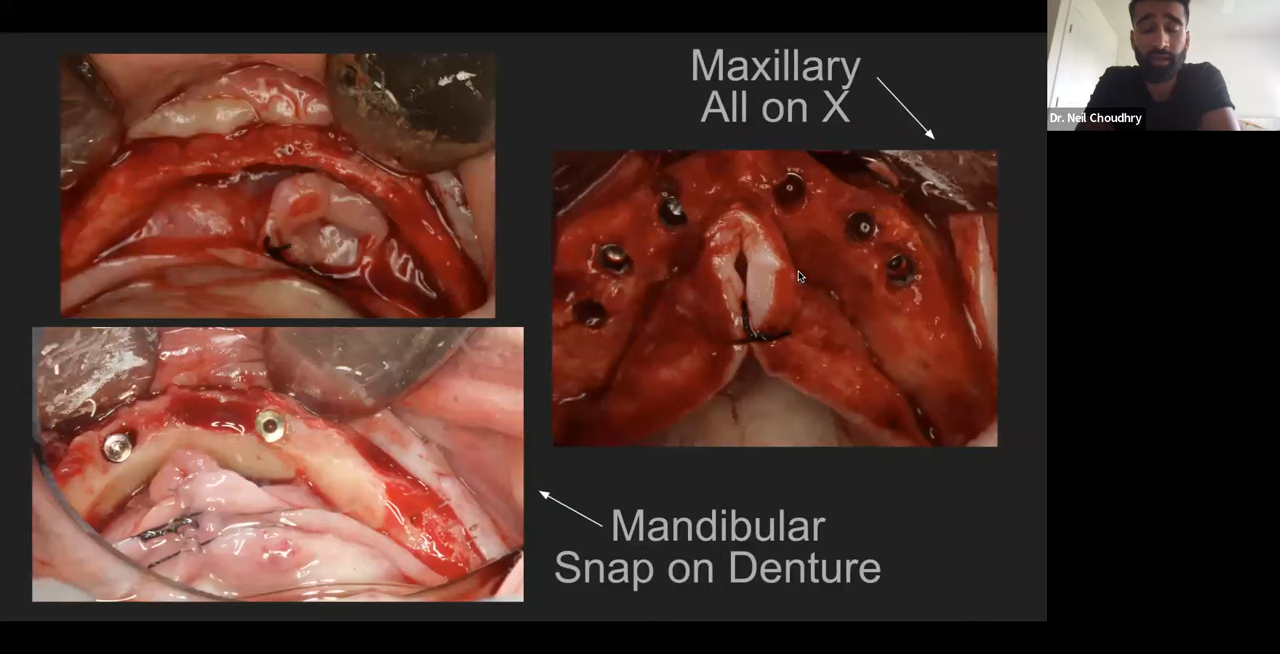 Maxillary
All on X
Dr. Neil Choudhry
Mandibular
Snap on Denture